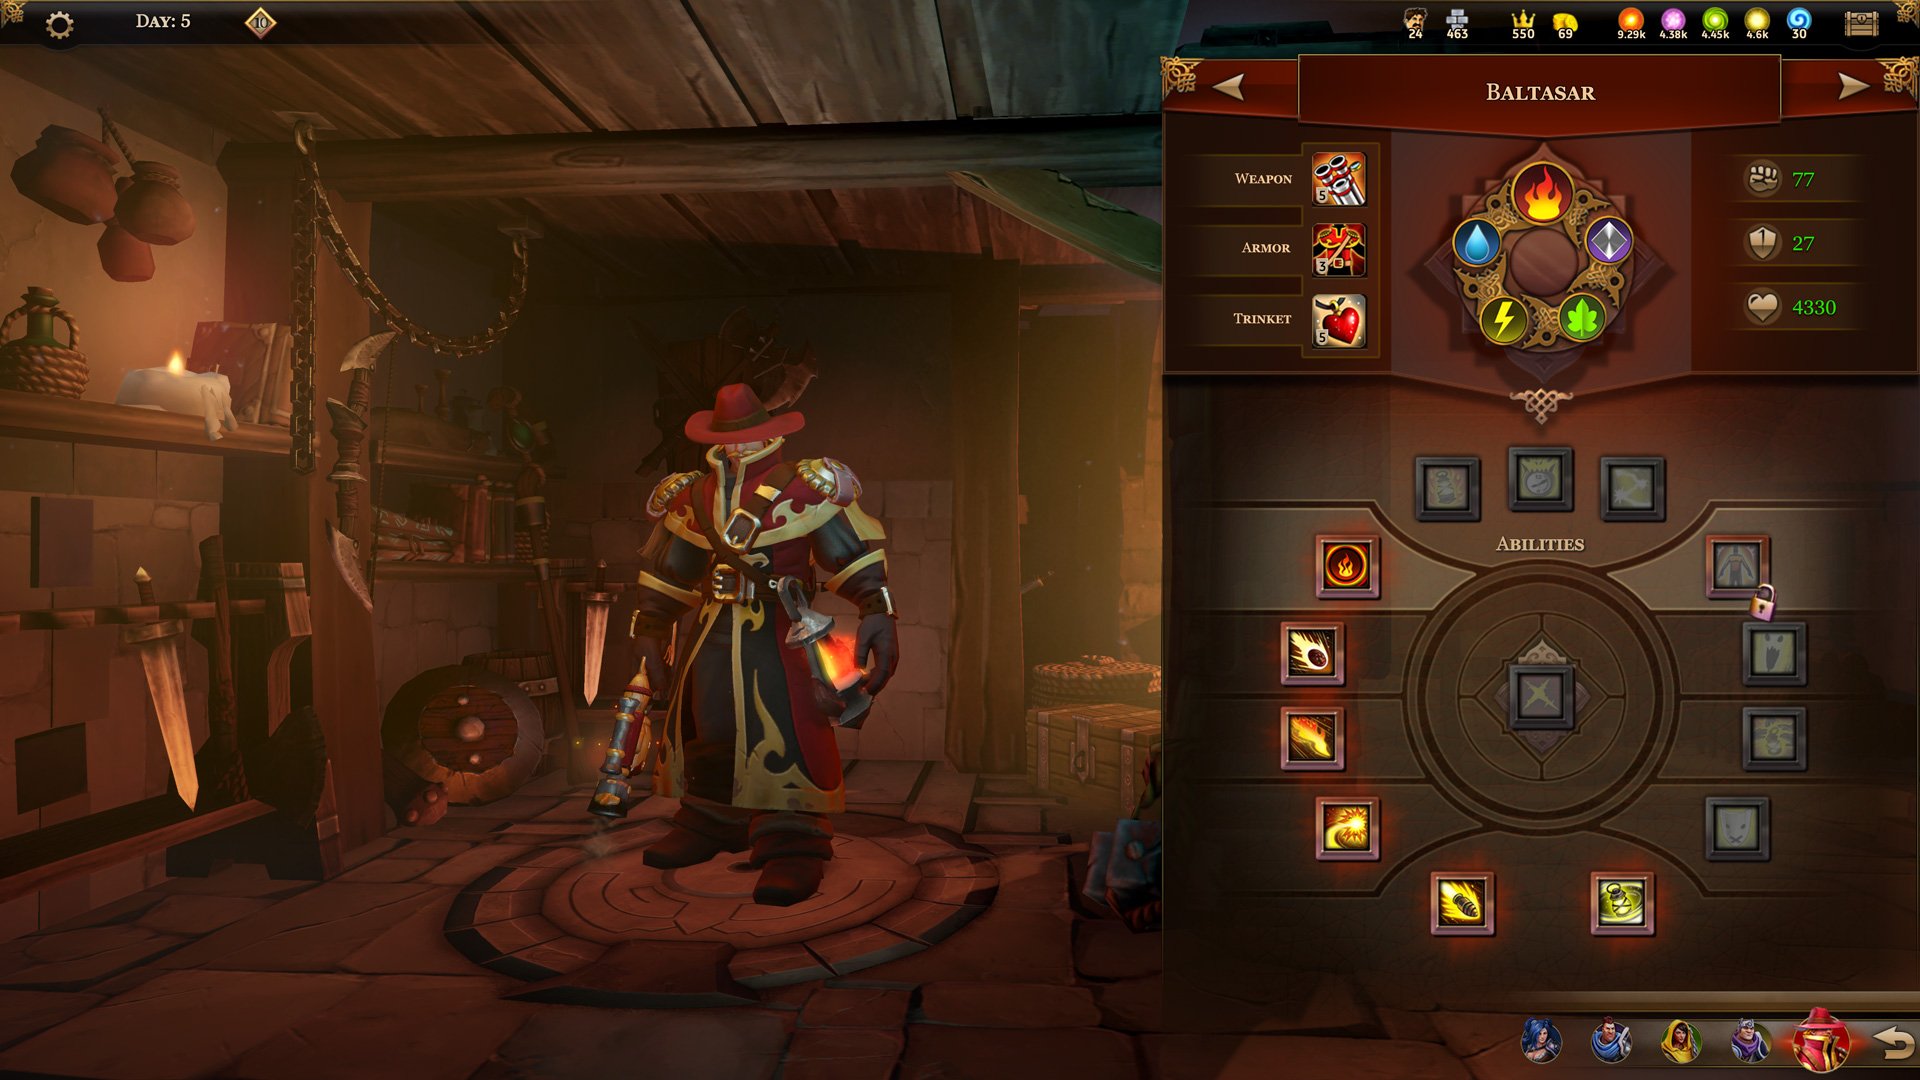 DAY: 5
10
24
463
550
69
9.29k
4.38k
4.45k
4.6k
30
BALTASAR
WEAPON
5
77
ARMOR
3
1
27
TRINKET
5
4330
ABILITIES